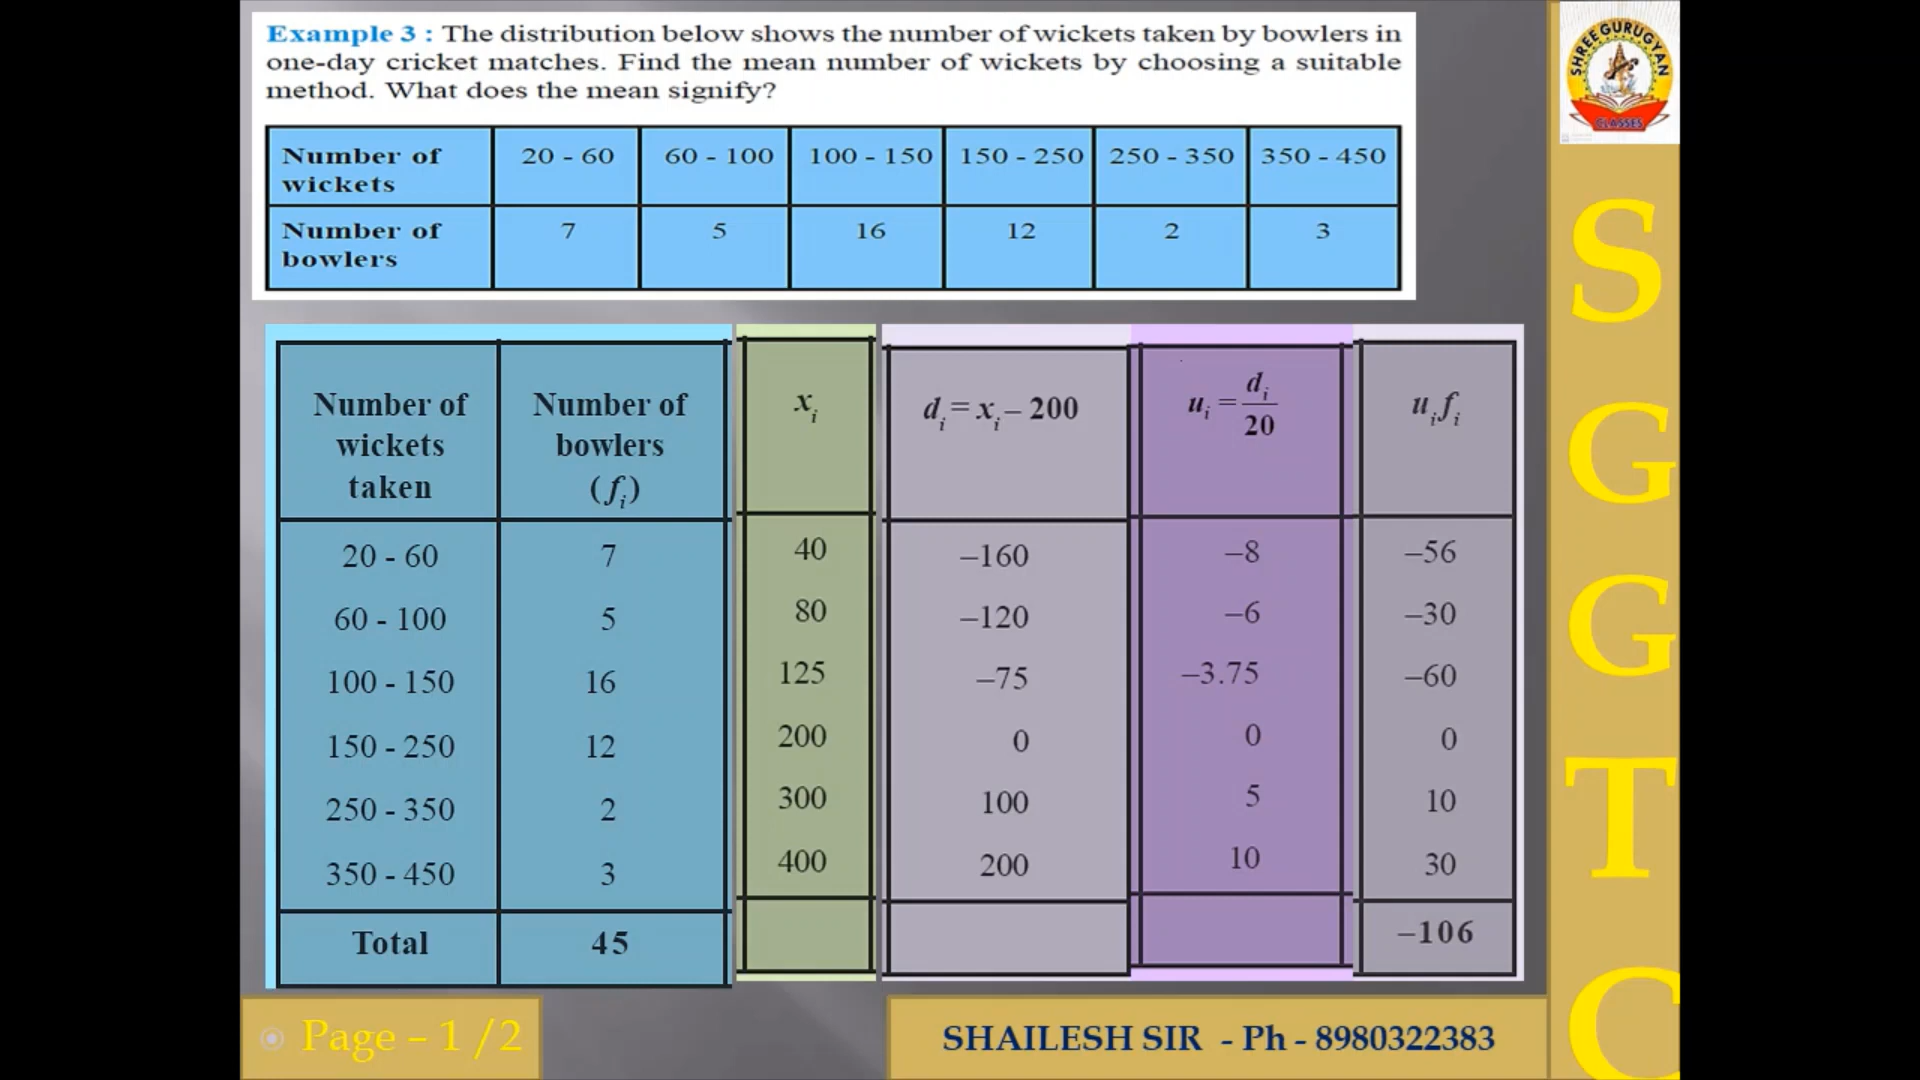 Example 3 : The distribution below shows the number of wickets taken by bowlers in
one-day cricket matches. Find the mean number of wickets by choosing a suitable
method. What does the mean signify?
Number of wickets 20 - 60 60 - 100 100 - 150 150 - 250 250 - 350 350 - 450
Number of bowlers 7 5 16 12 2 3
Number of wickets taken Number of bowlers (fi) xi di = xi – 200 ui = di/20 uifi
20 - 60 7 40 –160 –8 –56
60 - 100 5 80 –120 –6 –30
100 - 150 16 125 –75 –3.75 –60
150 - 250 12 200 0 0 0
250 - 350 2 300 100 5 10
350 - 450 3 400 200 10 30
Total 45 –106
Page – 1 /2
SHAILESH SIR - Ph - 8980322383
SHREE GURUGYAN
CLASSES
S
G
G
T
C